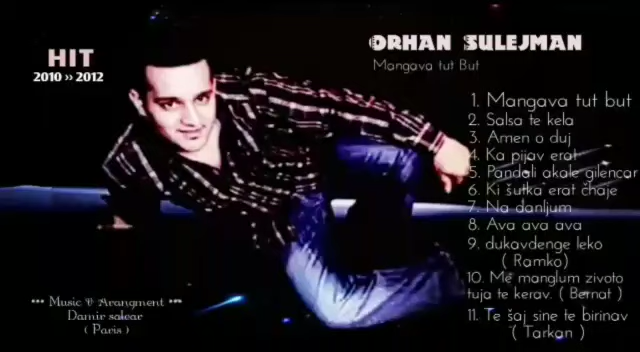 HIT
2010 » 2012
ORHAN SULEJMAN
Mangava tut But
1. Mangava tut but
2. Salsa te kela
3. Amen o duj
4. Ka pijav erat
5. Pandali akale gilencar
6. Ki šutka erat čhaje
7. Na danljum
8. Ava ava ava
9. dukavdenge leko
( Ramko)
10. Me manglum zivoto
tuja te kerav. ( Bernat )
11. Te šaj sine te birinav
( Tarkan )
*** Music & Arangment ***
Damir salear
( Paris )